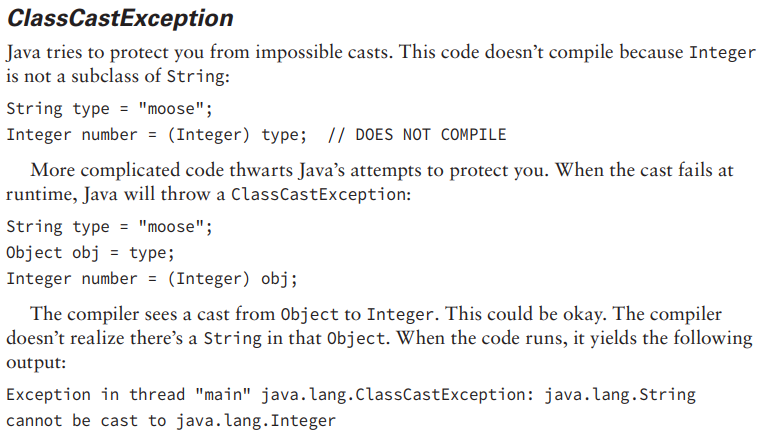 ClassCastException
Java tries to protect you from impossible casts. This code doesn’t compile because Integer
is not a subclass of String:
String type = "moose";
Integer number = (Integer) type;  // DOES NOT COMPILE
More complicated code thwarts Java’s attempts to protect you. When the cast fails at
runtime, Java will throw a ClassCastException:
String type = "moose";
Object obj = type;
Integer number = (Integer) obj;
The compiler sees a cast from Object to Integer. This could be okay. The compiler
doesn’t realize there’s a String in that Object. When the code runs, it yields the following
output:
Exception in thread "main" java.lang.ClassCastException: java.lang.String
cannot be cast to java.lang.Integer